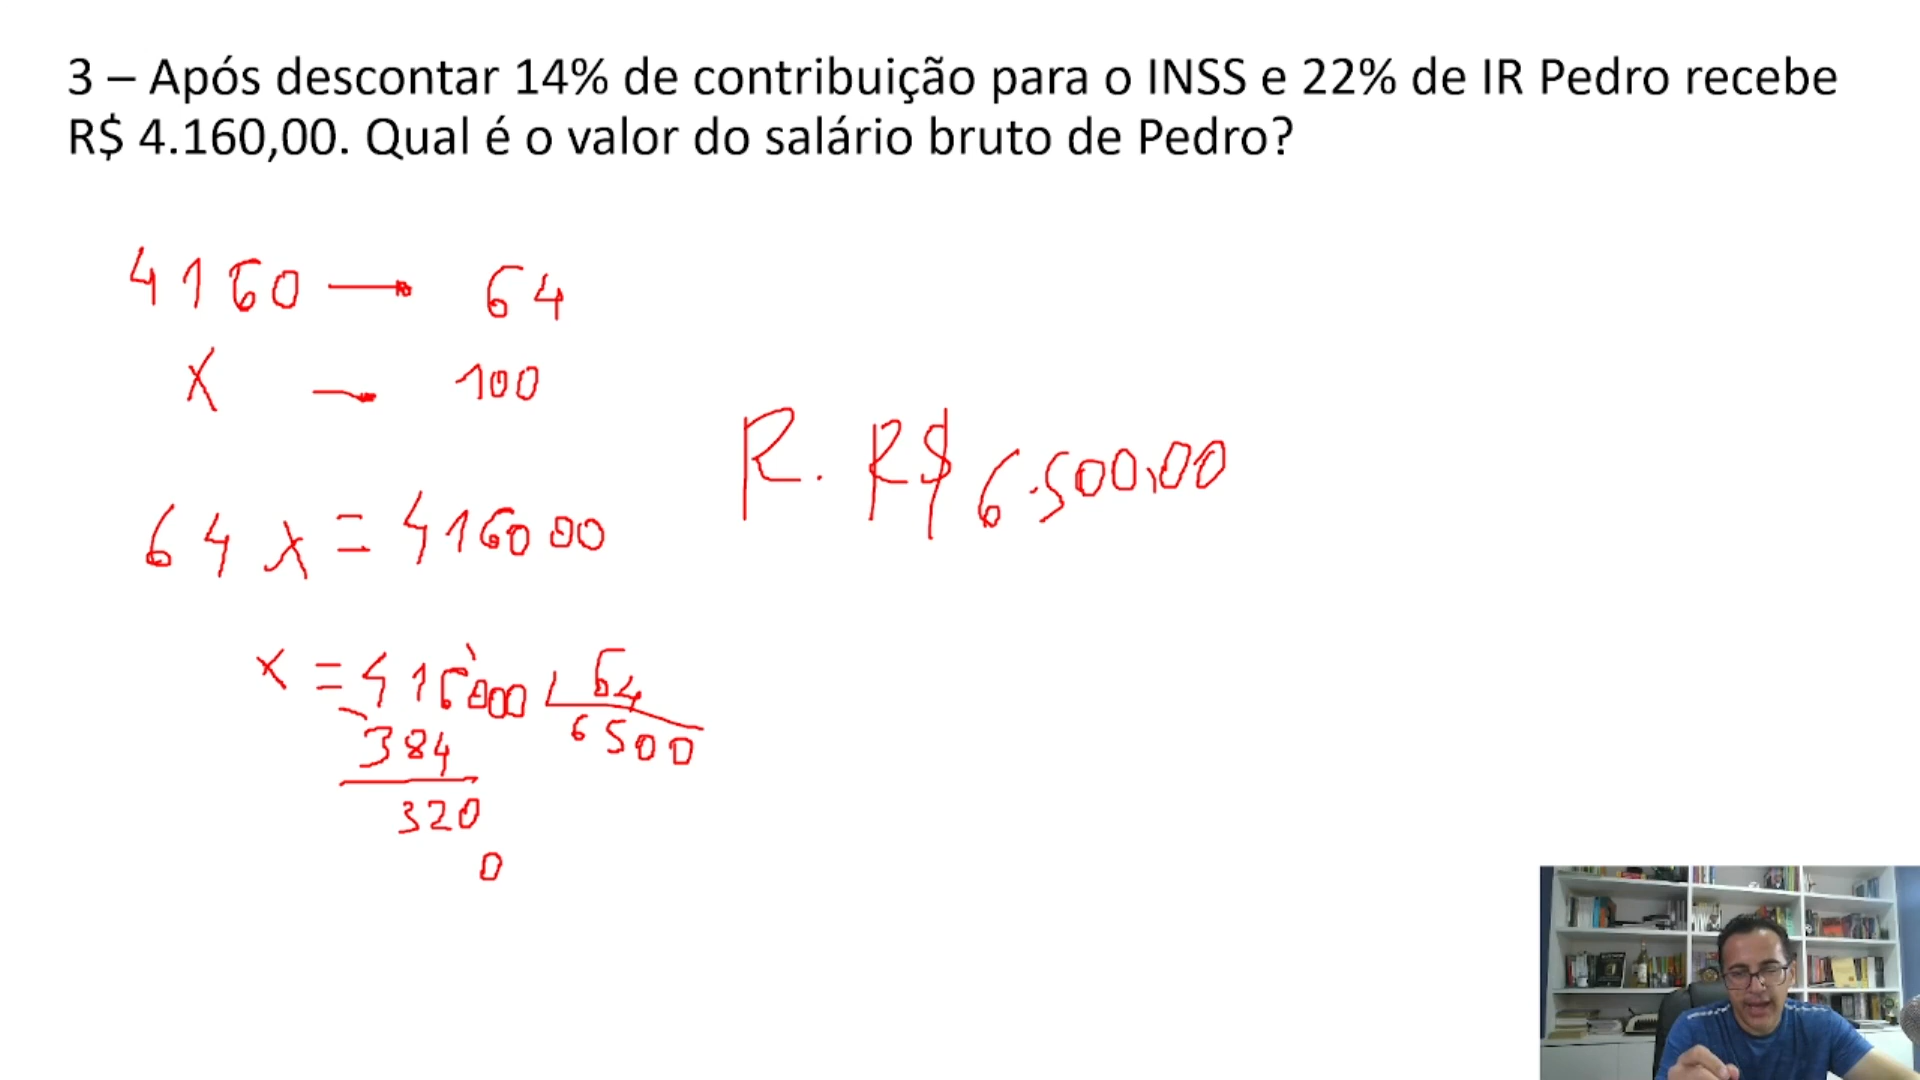 3 – Após descontar 14% de contribuição para o INSS e 22% de IR Pedro recebe
R$ 4.160,00. Qual é o valor do salário bruto de Pedro?
4160 → 64
x → 100
R. R$ 6.500,00
64x = 416000
x = 416000 64
6500
384
320
0